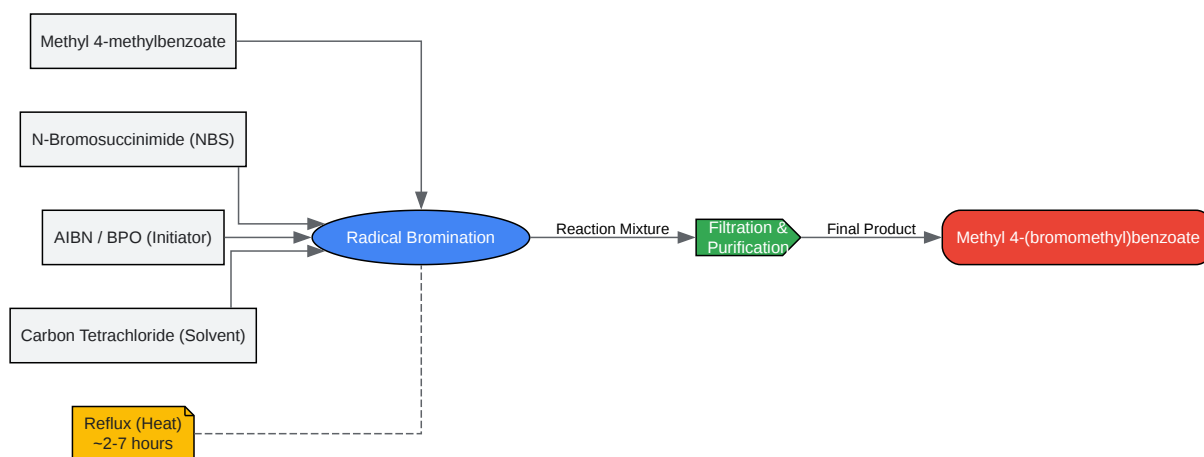 Methyl 4-methylbenzoate
N-Bromosuccinimide (NBS)
AIBN / BPO (Initiator)
Carbon Tetrachloride (Solvent)
Reflux (Heat)
~2-7 hours
Radical Bromination
Reaction Mixture
Filtration &
Purification
Final Product
Methyl 4-(bromomethyl)benzoate